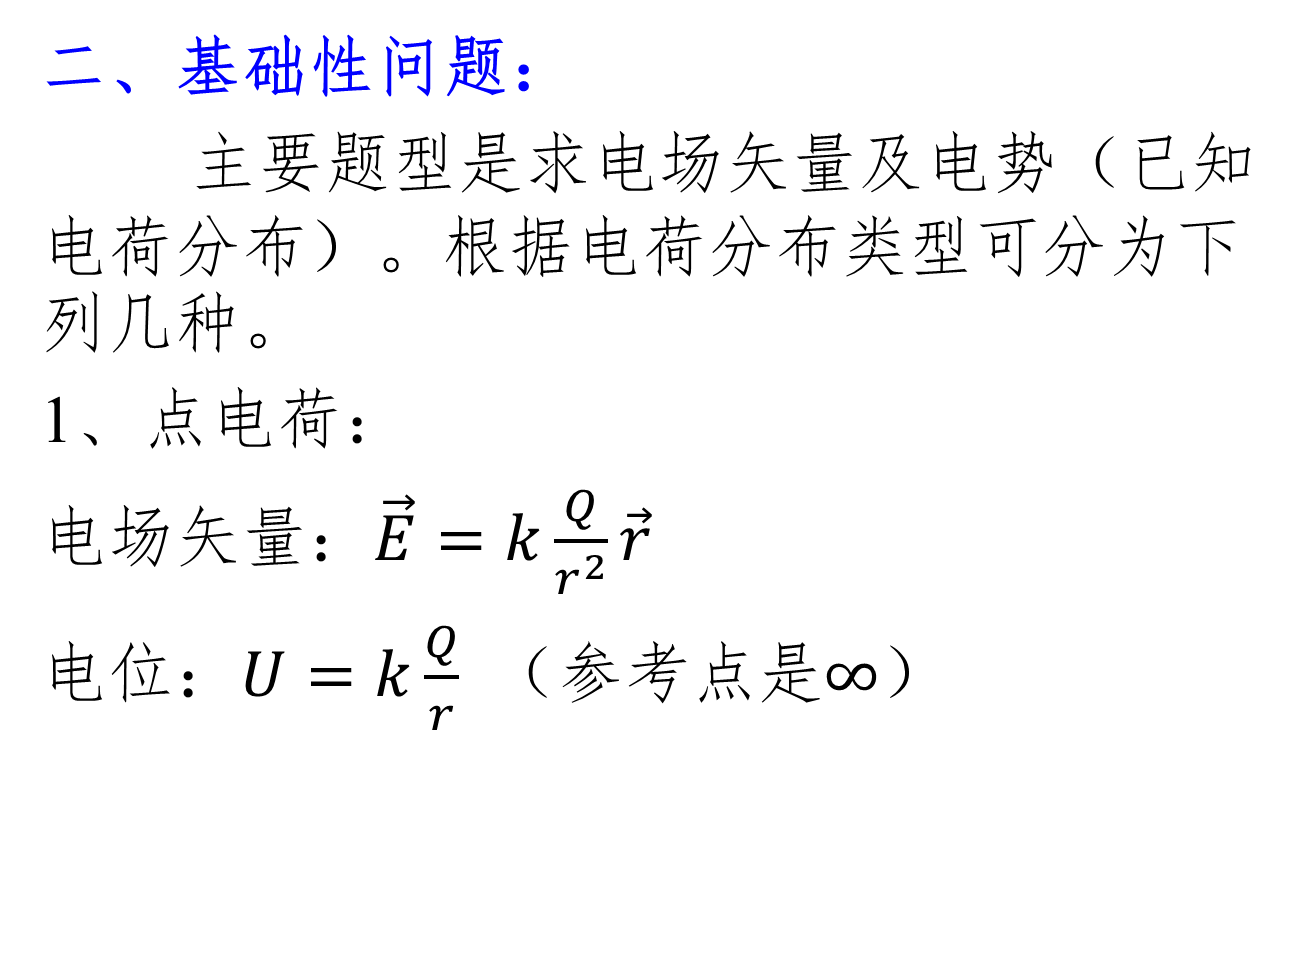 二、基础性问题：
主要题型是求电场矢量及电势（已知
电荷分布）。根据电荷分布类型可分为下
列几种。
1、点电荷：
电场矢量：$\vec{E} = k\frac{Q}{r^2}\vec{r}$
电位：$U = k\frac{Q}{r}$ （参考点是∞）